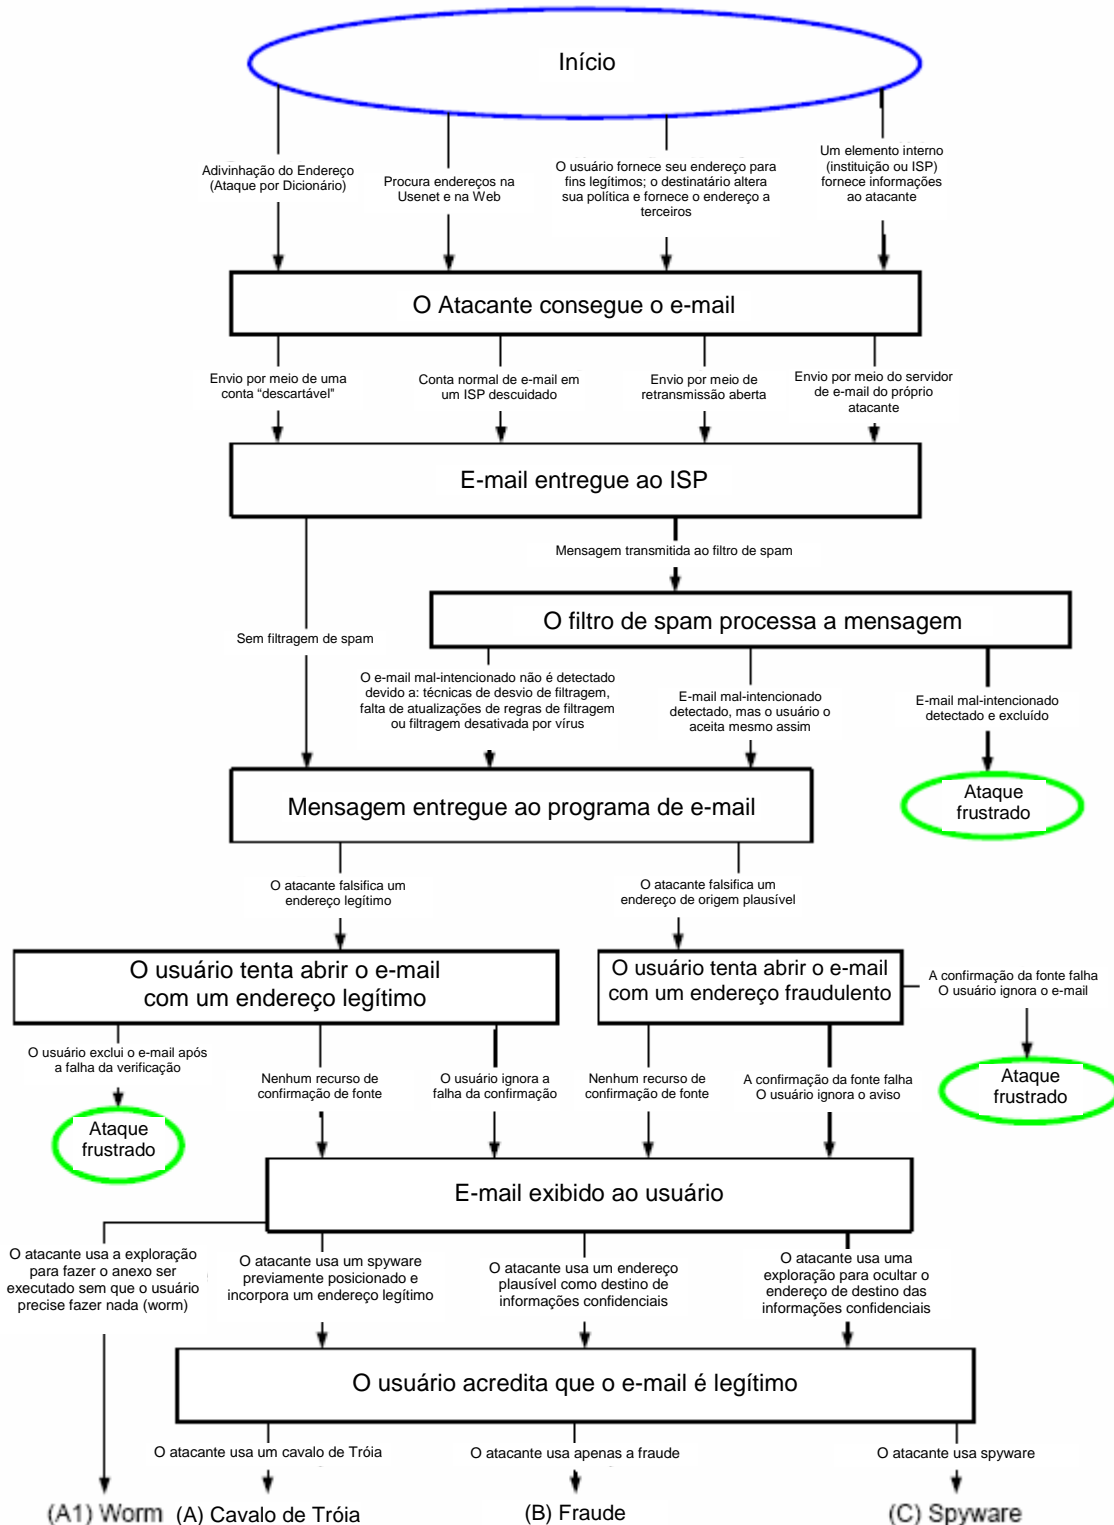 Início
Adivinhação do Endereço
(Ataque por Dicionário)
Procura endereços na
Usenet e na Web
O usuário fornece seu endereço para
fins legítimos; o destinatário altera
sua política e fornece o endereço a
terceiros
Um elemento interno
(instituição ou ISP)
fornece informações
ao atacante
O Atacante consegue o e-mail
Envio por meio de uma
conta “descartável”
Conta normal de e-mail em
um ISP descuidado
Envio por meio de
retransmissão aberta
Envio por meio do servidor
de e-mail do próprio
atacante
E-mail entregue ao ISP
Mensagem transmitida ao filtro de spam
O filtro de spam processa a mensagem
Sem filtragem de spam
O e-mail mal-intencionado não é detectado
devido a: técnicas de desvio de filtragem,
falta de atualizações de regras de filtragem
ou filtragem desativada por vírus
E-mail mal-intencionado
detectado, mas o usuário o
aceita mesmo assim
E-mail mal-intencionado
detectado e excluído
Ataque
frustrado
Mensagem entregue ao programa de e-mail
O atacante falsifica um
endereço legítimo
O atacante falsifica um
endereço de origem plausível
O usuário tenta abrir o e-mail
com um endereço legítimo
O usuário tenta abrir o e-mail
com um endereço fraudulento
A confirmação da fonte falha
O usuário ignora o e-mail
Ataque
frustrado
O usuário exclui o e-mail após
a falha da verificação
Ataque
frustrado
Nenhum recurso de
confirmação de fonte
O usuário ignora a
falha da confirmação
Nenhum recurso de
confirmação de fonte
A confirmação da fonte falha
O usuário ignora o aviso
E-mail exibido ao usuário
O atacante usa a exploração
para fazer o anexo ser
executado sem que o usuário
precise fazer nada (worm)
O atacante usa um spyware
previamente posicionado e
incorpora um endereço legítimo
O atacante usa um endereço
plausível como destino de
informações confidenciais
O atacante usa uma
exploração para ocultar o
endereço de destino das
informações confidenciais
O usuário acredita que o e-mail é legítimo
O atacante usa um cavalo de Tróia
O atacante usa apenas a fraude
O atacante usa spyware
(A1) Worm
(A) Cavalo de Tróia
(B) Fraude
(C) Spyware